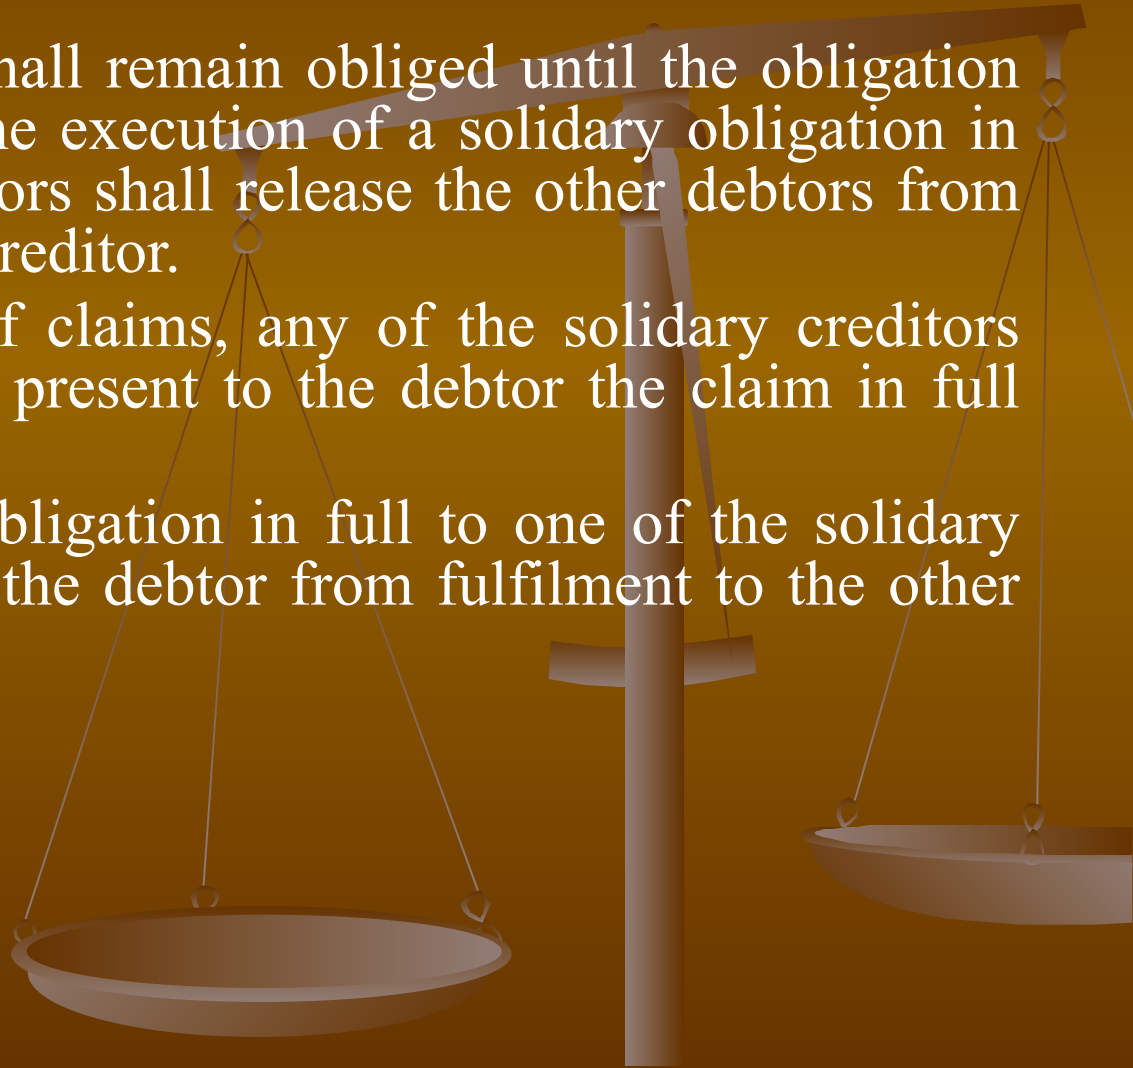 hall remain obliged until the obligation
he execution of a solidary obligation in
ors shall release the other debtors from
reditor.
f claims, any of the solidary creditors
present to the debtor the claim in full
bligation in full to one of the solidary
the debtor from fulfilment to the other